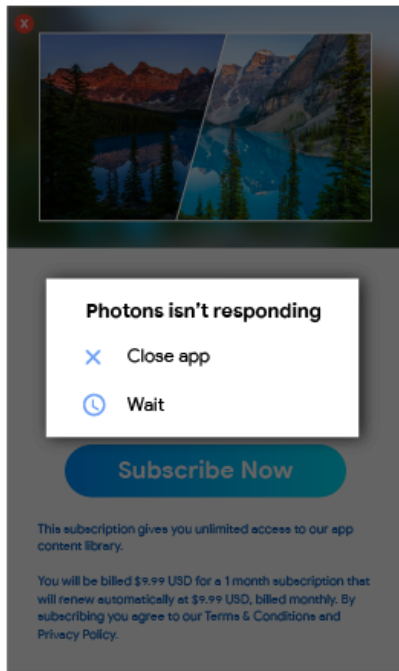 X
Photons isn't responding
Close app
Wait
Subscribe Now
This subscription gives you unlimited access to our app
content library.
You will be billed $9.99 USD for a 1 month subscription that
will renew automatically at $9.99 USD, billed monthly. By
subscribing you agree to our Terms & Conditions and
Privacy Policy.